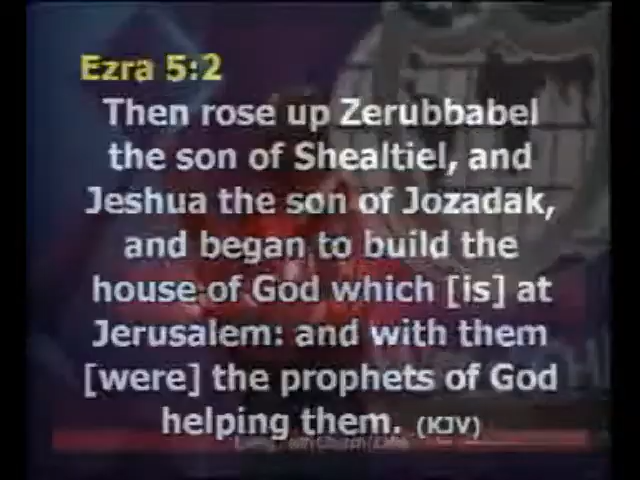 Ezra 5:2
Then rose up Zerubbabel
the son of Shealtiel, and
Jeshua the son of Jozadak,
and began to build the
house of God which [is] at
Jerusalem: and with them
[were] the prophets of God
helping them. (KJV)